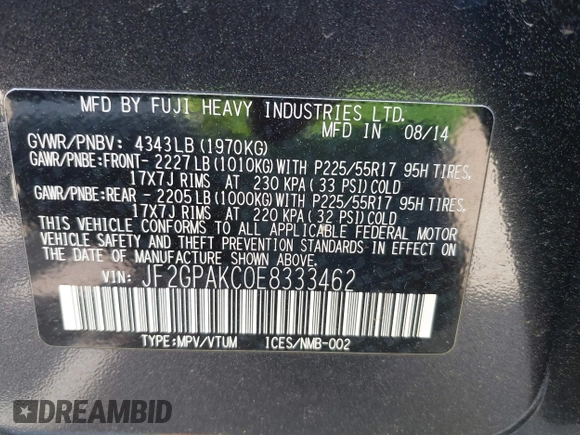 MFD BY FUJI HEAVY INDUSTRIES LTD.
MFD IN 08/14
GVWR/PNBV: 4343LB (1970KG)
GAWR/PNBE:FRONT- 2227LB (1010KG) WITH P225/55R17 95H TIRES,
17X7J RIMS AT 230 KPA (33 PSI) COLD
GAWR/PNBE:REAR - 2205LB (1000KG) WITH P225/55R17 95H TIRES,
17X7J RIMS AT 220 KPA (32 PSI) COLD
THIS VEHICLE CONFORMS TO ALL APPLICABLE FEDERAL MOTOR
VEHICLE SAFETY AND THEFT PREVENTION STANDARDS IN EFFECT ON
THE DATE OF MANUFACTURE SHOWN ABOVE.
VIN: JF2GPAKC0E8333462
TYPE:MPV/VTUM ICES/NMB-002
DREAMBID